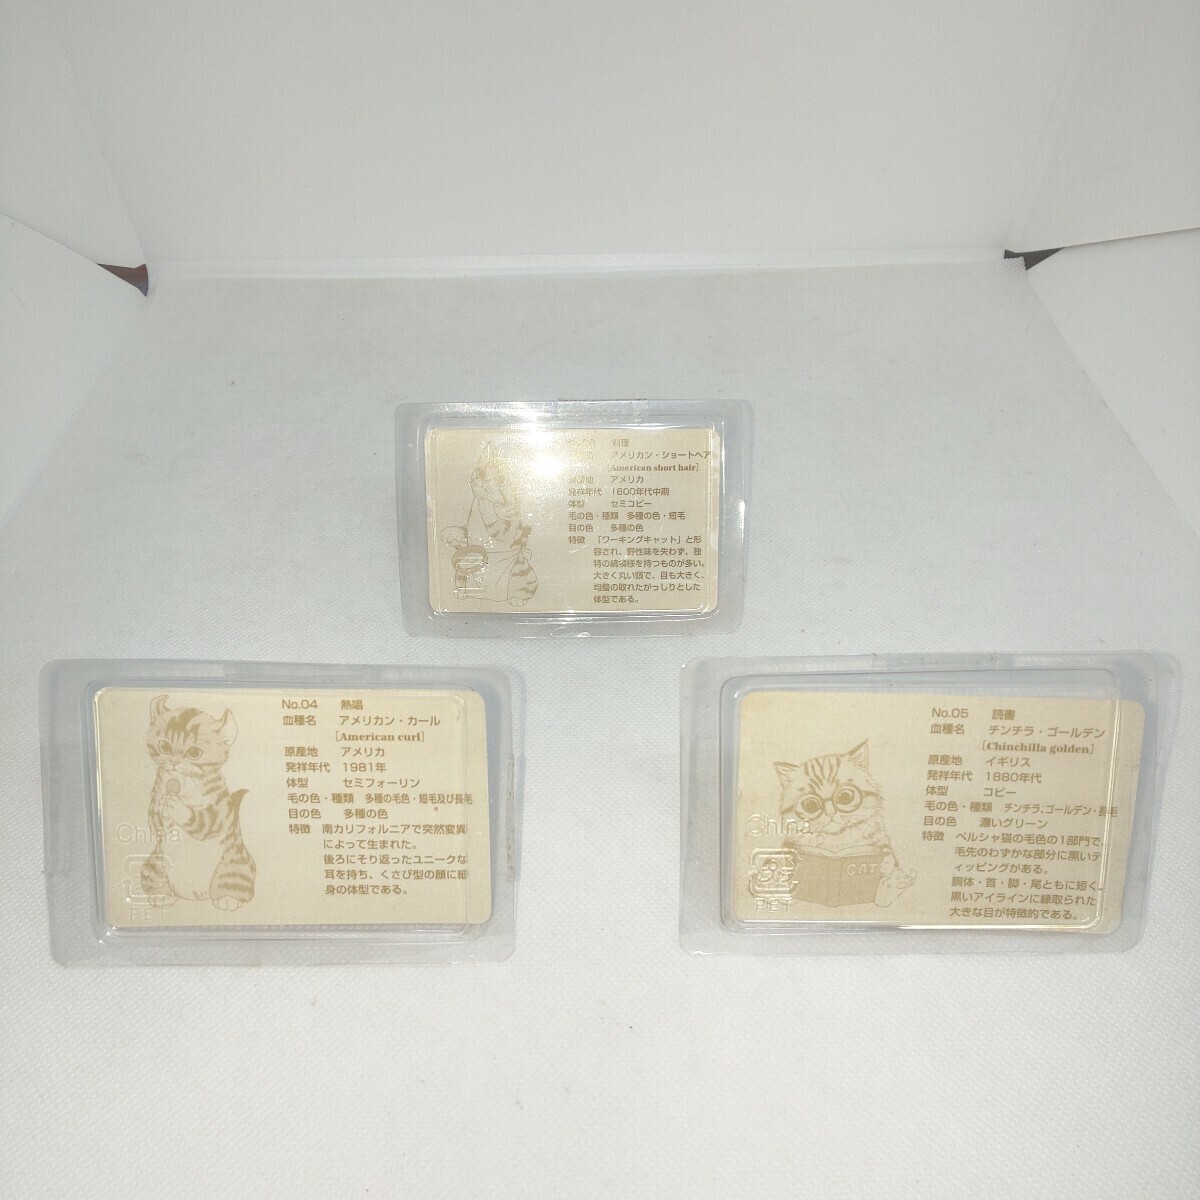 料理
アメリカン・ショートヘア
[American short hair]
アメリカ
発祥年代 1600年代中期
体型 セミコビー
毛の色・種類 多種の色・短毛
目の色 多種の色
特徴 「ワーキングキャット」と形
容され、野性味を失わず、独
特の縞模様を持つものが多い。
大きく丸い頭で、目も大きく、
均整の取れたがっしりとした
体型である。
No.04 熱唱
血種名 アメリカン・カール
[American curl]
原産地 アメリカ
発祥年代 1981年
体型 セミフォーリン
毛の色・種類 多種の毛色・短毛及び長毛
目の色 多種の色
特徴 南カリフォルニアで突然変異
によって生まれた。
後ろにそり返ったユニークな
耳を持ち、くさび型の顔に細
身の体型である。
China
PET
No.05 読書
血種名 チンチラ・ゴールデン
[Chinchilla golden]
原産地 イギリス
発祥年代 1880年代
体型 コビー
毛の色・種類 チンチラ、ゴールデン・長毛
目の色 濃いグリーン
特徴 ペルシャ猫の毛色の1部門で、
毛先のわずかな部分に黒いテ
ィッピングがある。
胴体・首・脚・尾ともに短く、
黒いアイラインに縁取られた
大きな目が特徴的である。
CAT
China
PET